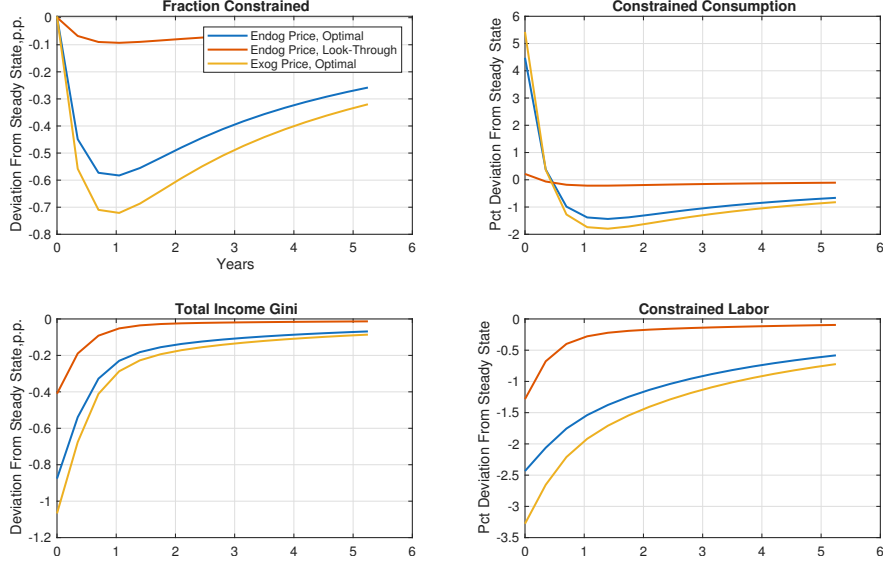 Fraction Constrained
Deviation From Steady State,p.p.
0
-0.1
-0.2
-0.3
-0.4
-0.5
-0.6
-0.7
-0.8
0 1 2 3 4 5 6
Years
Endog Price, Optimal
Endog Price, Look-Through
Exog Price, Optimal
Constrained Consumption
Pct Deviation From Steady State
6
5
4
3
2
1
0
-1
-2
0 1 2 3 4 5 6
Total Income Gini
Deviation From Steady State,p.p.
0
-0.2
-0.4
-0.6
-0.8
-1
-1.2
0 1 2 3 4 5 6
Constrained Labor
Pct Deviation From Steady State
0
-0.5
-1
-1.5
-2
-2.5
-3
-3.5
0 1 2 3 4 5 6